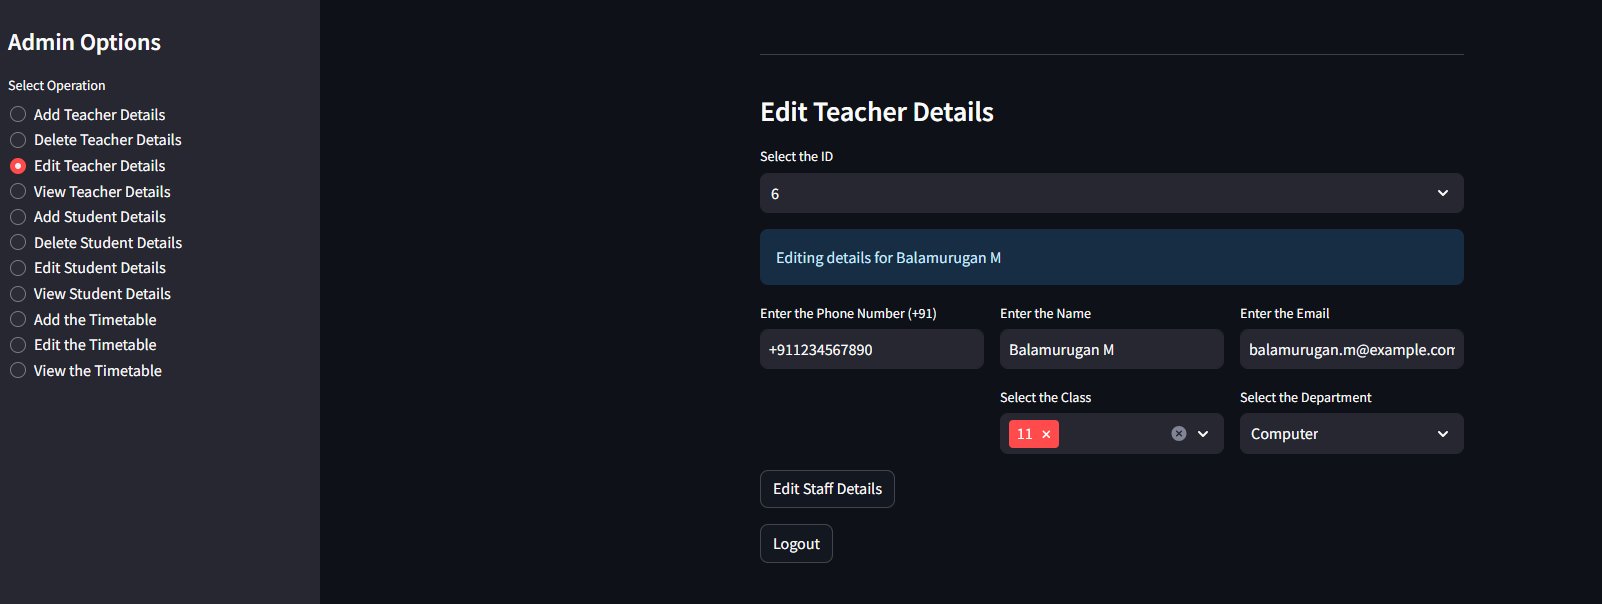 Admin Options
Select Operation
Add Teacher Details
Delete Teacher Details
Edit Teacher Details
View Teacher Details
Add Student Details
Delete Student Details
Edit Student Details
View Student Details
Add the Timetable
Edit the Timetable
View the Timetable
Edit Teacher Details
Select the ID
6
Editing details for Balamurugan M
Enter the Phone Number (+91) Enter the Name Enter the Email
+911234567890 Balamurugan M balamurugan.m@example.com
Select the Class Select the Department
11 Computer
Edit Staff Details
Logout